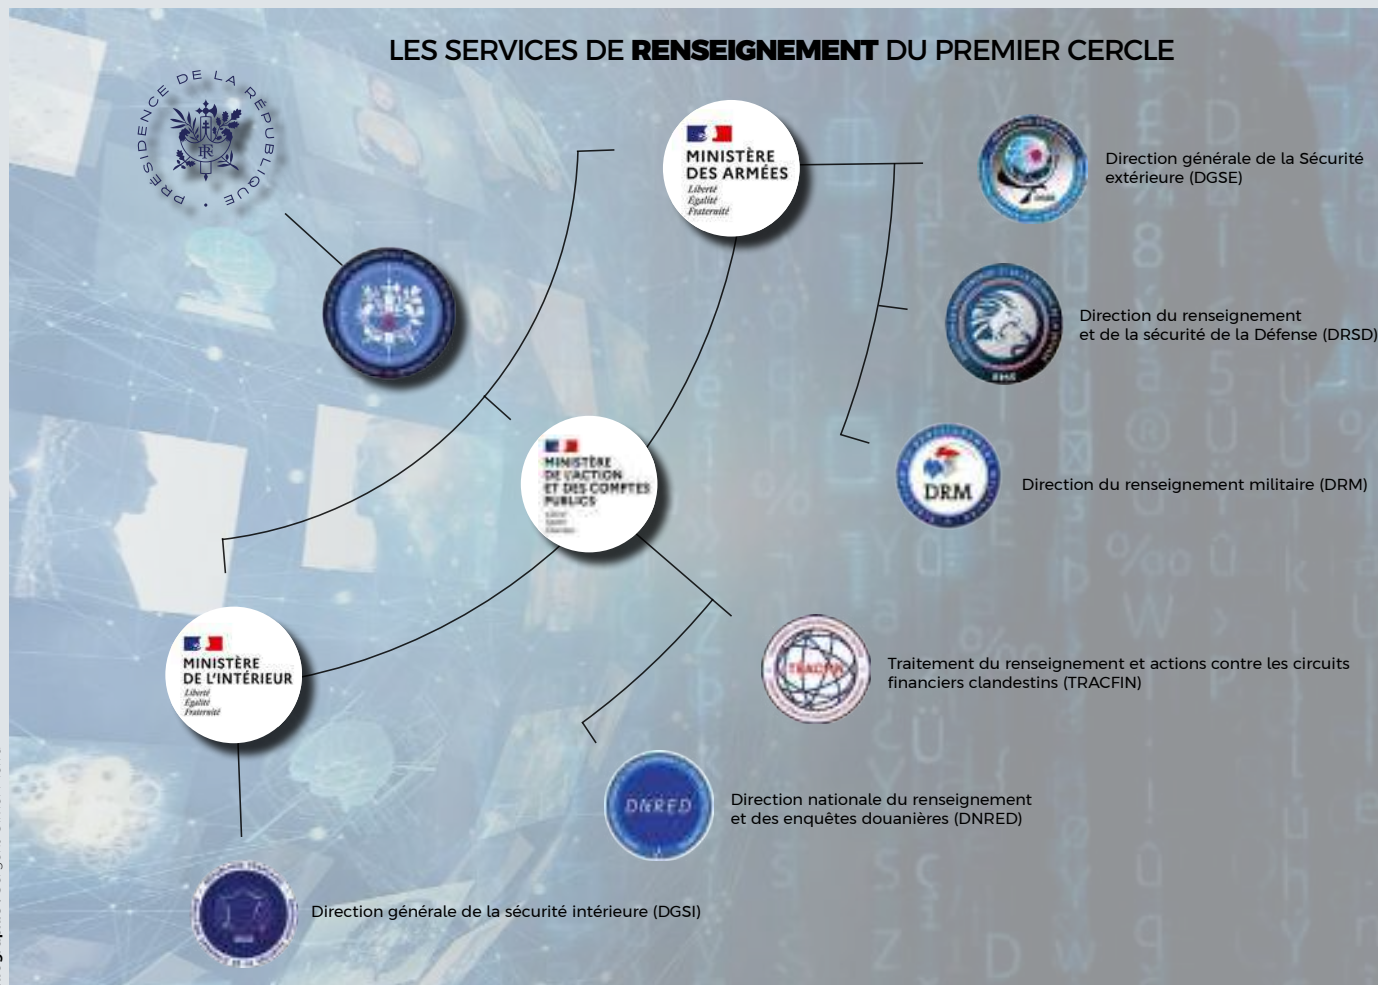 LES SERVICES DE RENSEIGNEMENT DU PREMIER CERCLE
PRÉSIDENCE DE LA RÉPUBLIQUE
RF
MINISTÈRE
DES ARMÉES
Liberté
Égalité
Fraternité
Direction générale de la Sécurité
extérieure (DGSE)
Direction du renseignement
et de la sécurité de la Défense (DRSD)
DRM
Direction du renseignement militaire (DRM)
MINISTÈRE
DE L'ACTION
ET DES COMPTES
PUBLICS
MINISTÈRE
DE L'INTÉRIEUR
Liberté
Égalité
Fraternité
TRACFIN
Traitement du renseignement et actions contre les circuits
financiers clandestins (TRACFIN)
DNRED
Direction nationale du renseignement
et des enquêtes douanières (DNRED)
Direction générale de la sécurité intérieure (DGSI)